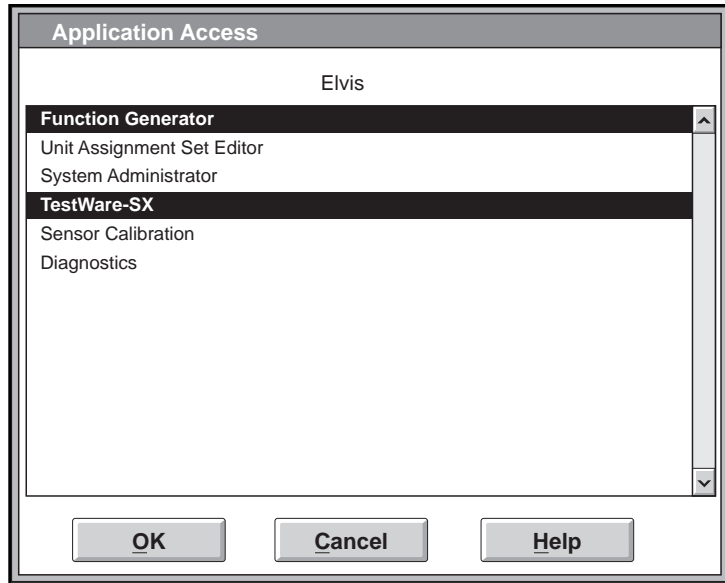 Application Access
Elvis
Function Generator
Unit Assignment Set Editor
System Administrator
TestWare-SX
Sensor Calibration
Diagnostics
OK Cancel Help